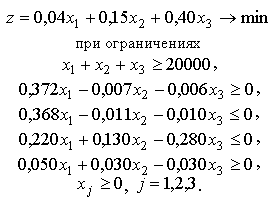 z = 0,04x₁ + 0,15x₂ + 0,40x₃ → min
при ограничениях
x₁ + x₂ + x₃ ≥ 20000,
0,372x₁ − 0,007x₂ − 0,006x₃ ≥ 0,
0,368x₁ − 0,011x₂ − 0,010x₃ ≤ 0,
0,220x₁ + 0,130x₂ − 0,280x₃ ≤ 0,
0,050x₁ + 0,030x₂ − 0,030x₃ ≥ 0,
xⱼ ≥ 0, j = 1,2,3.